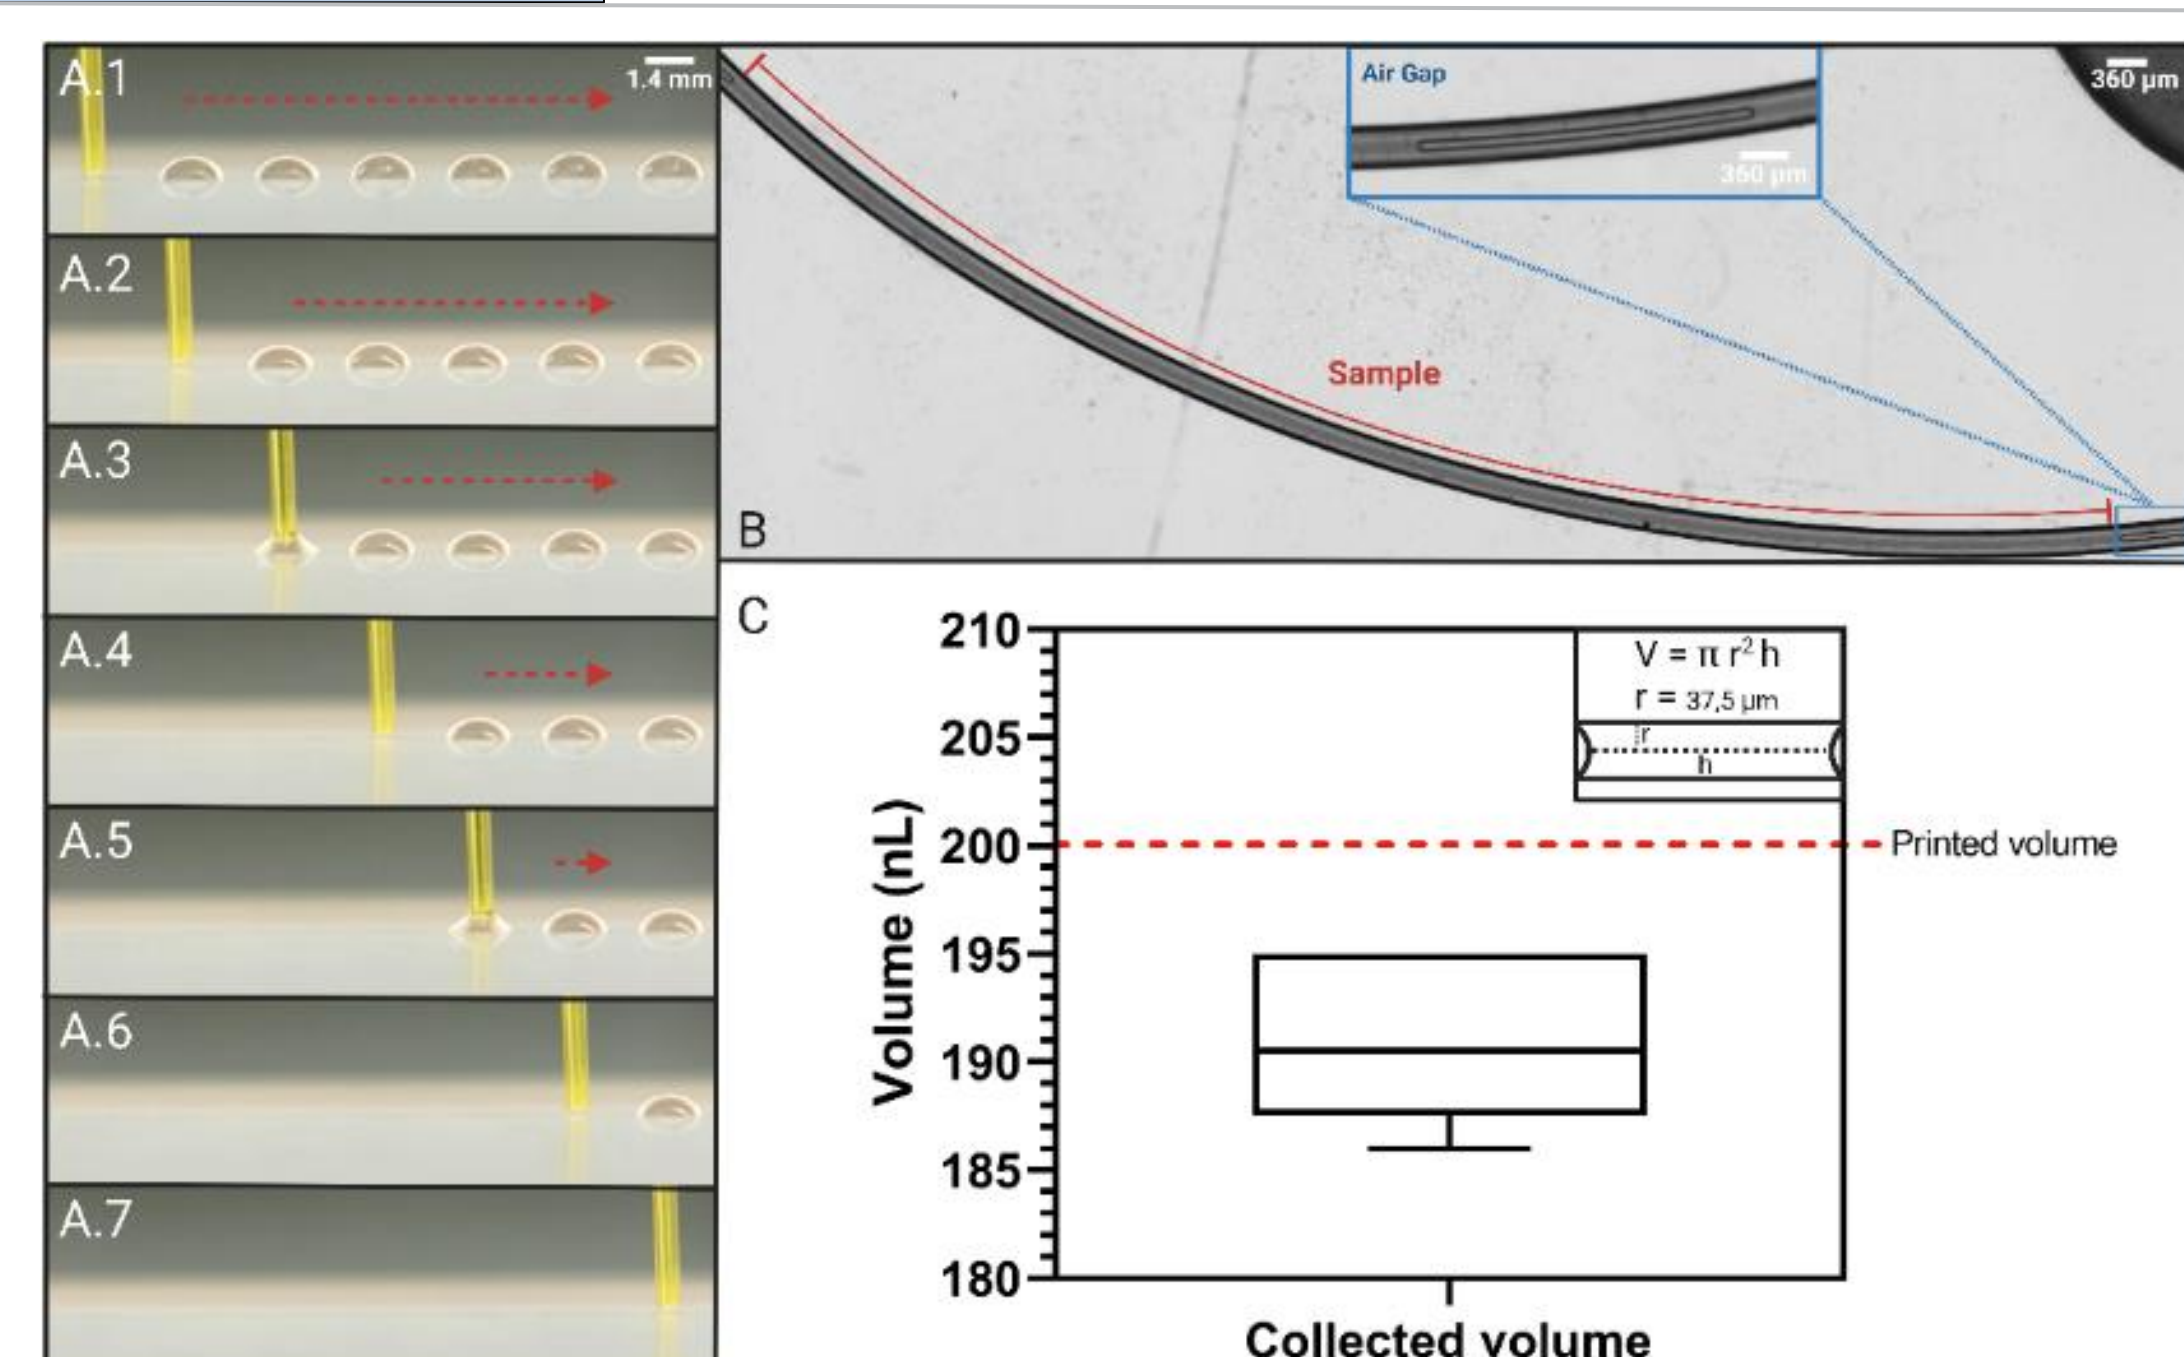 A.1
1.4 mm
A.2
A.3
A.4
A.5
A.6
A.7
Air Gap
360 µm
360 µm
Sample
B
C
V = π r² h
r = 37,5 µm
r
h
210
205
200
195
190
185
180
Volume (nL)
Printed volume
Collected volume